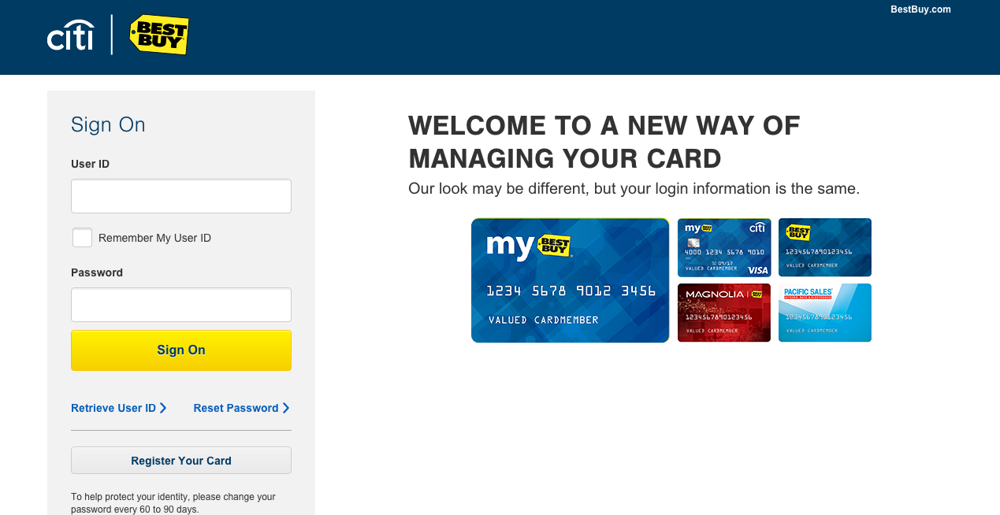 BestBuy.com
citi
BEST
BUY
Sign On
User ID
Remember My User ID
Password
Sign On
Retrieve User ID
Reset Password
Register Your Card
To help protect your identity, please change your
password every 60 to 90 days.
WELCOME TO A NEW WAY OF
MANAGING YOUR CARD
Our look may be different, but your login information is the same.
my BEST BUY
1234 5678 9012 3456
VALUED CARDMEMBER
my BEST BUY citi
4000 1234 5678 9010
09/17
VALUED CARDMEMBER VISA
BEST BUY
1234567890123456
VALUED CARDMEMBER
MAGNOLIA BEST BUY
1234567890123456
VALUED CARDMEMBER
PACIFIC SALES
1234567890123456
VALUED CARDMEMBER